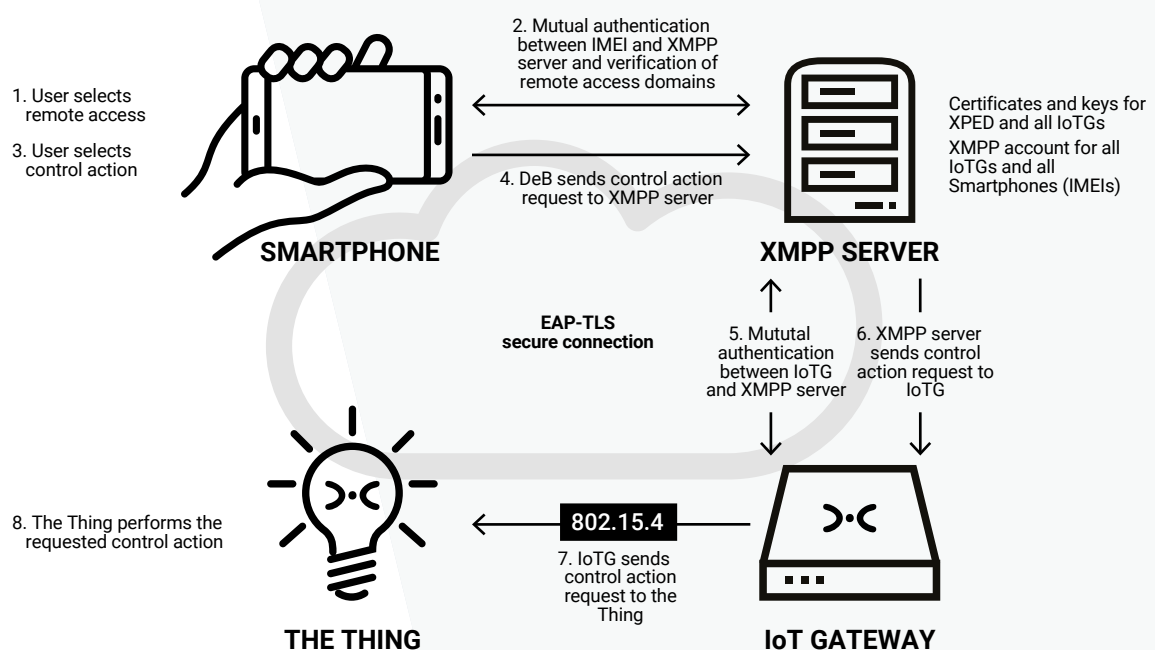 1. User selects
remote access
3. User selects
control action
2. Mutual authentication
between IMEI and XMPP
server and verification of
remote access domains
4. DeB sends control action
request to XMPP server
Certificates and keys for
XPED and all IoTGs
XMPP account for all
IoTGs and all
Smartphones (IMEIs)
SMARTPHONE
XMPP SERVER
EAP-TLS
secure connection
5. Mututal
authentication
between IoTG
and XMPP server
6. XMPP server
sends control
action request to
IoTG
8. The Thing performs the
requested control action
802.15.4
7. IoTG sends
control action
request to the
Thing
THE THING
IoT GATEWAY